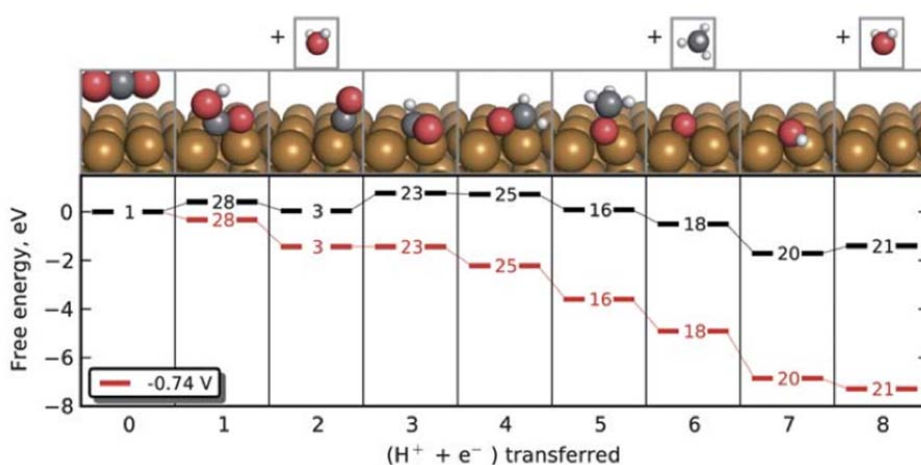 + + +
28 23 25
0 1 3 16 18
28 20 21
−2 3 23
25
−4 16
18
−6
20
-0.74 V 21
−8
0 1 2 3 4 5 6 7 8
(H+ + e− ) transferred
Free energy, eV